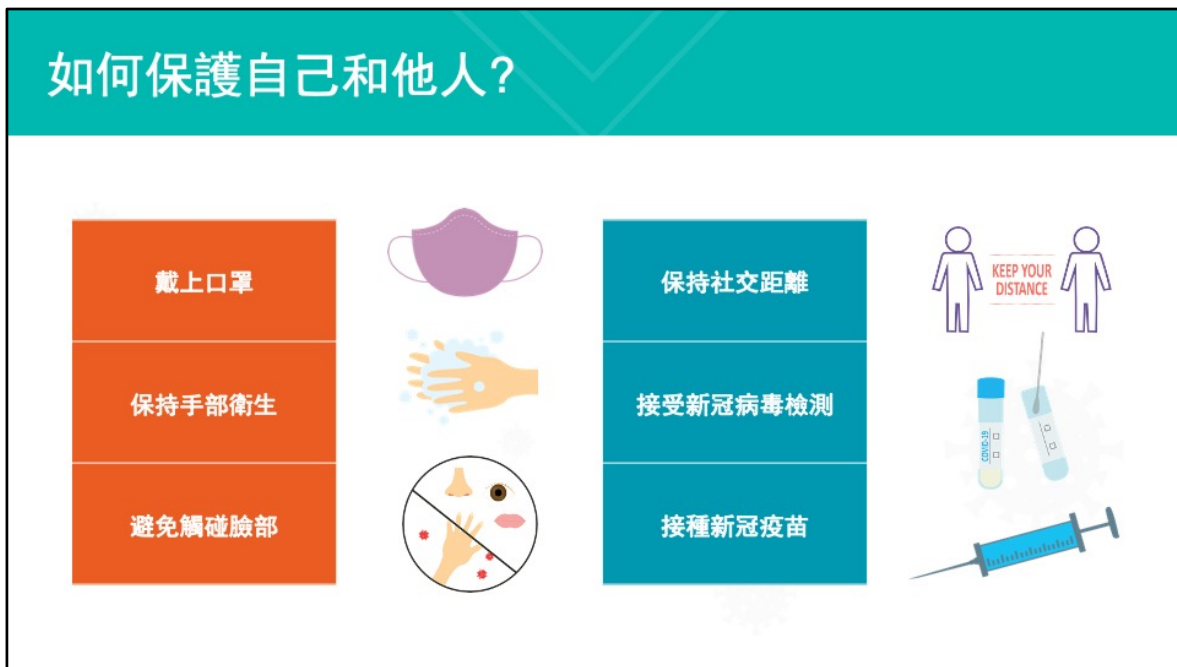 如何保護自己和他人?
戴上口罩
保持手部衛生
避免觸碰臉部
保持社交距離
接受新冠病毒檢測
接種新冠疫苗
KEEP YOUR
DISTANCE
COVID-19